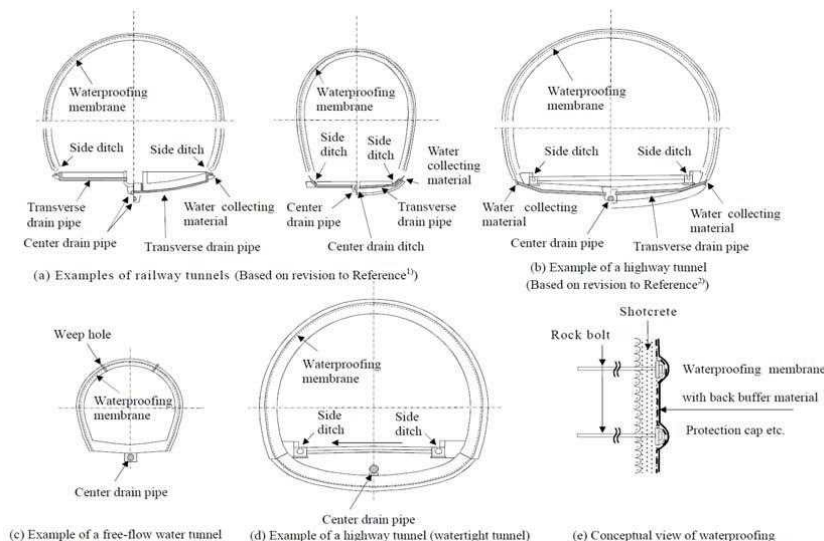 Waterproofing
membrane
Side ditch
Side ditch
Transverse
drain pipe
Center drain pipe
Water collecting
material
Transverse drain pipe
Waterproofing
membrane
Side
ditch
Side
ditch
Water
collecting
material
Center
drain
pipe
Transverse
drain pipe
Center drain ditch
(a) Examples of railway tunnels (Based on revision to Reference1))
Waterproofing
membrane
Side ditch
Side ditch
Water collecting
material
Water collecting
material
Center drain pipe
Transverse drain pipe
(b) Example of a highway tunnel
(Based on revision to Reference2))
Weep hole
Waterproofing
membrane
Center drain pipe
(c) Example of a free-flow water tunnel
Waterproofing
membrane
Side
ditch
Side
ditch
Center drain pipe
(d) Example of a highway tunnel (watertight tunnel)
Shotcrete
Rock bolt
Waterproofing membrane
with back buffer material
Protection cap etc.
(e) Conceptual view of waterproofing